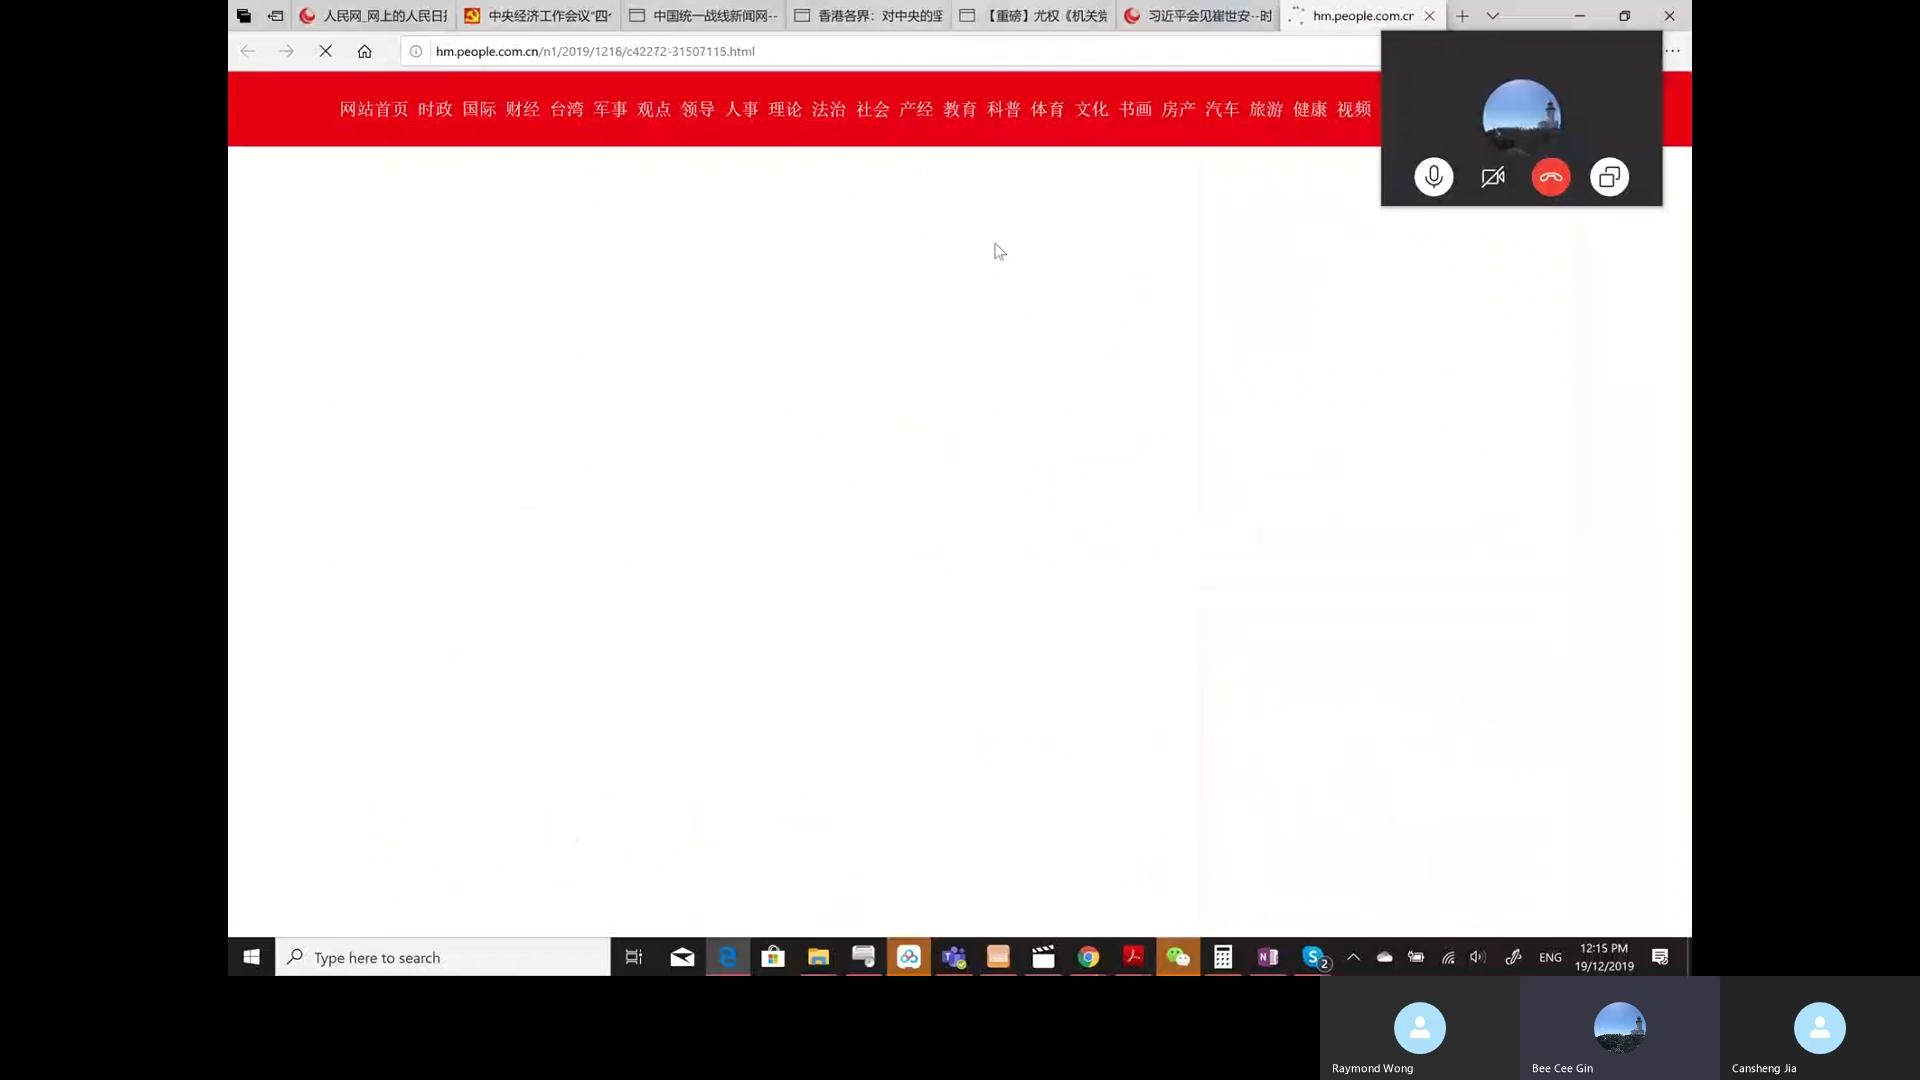 人民网_网上的人民日报
中央经济工作会议"四个
中国统一战线新闻网--
香港各界：对中央的坚
【重磅】尤权《机关党
习近平会见崔世安--时
hm.people.com.cn
hm.people.com.cn/n1/2019/1216/c42272-31507115.html
网站首页 时政 国际 财经 台湾 军事 观点 领导 人事 理论 法治 社会 产经 教育 科普 体育 文化 书画 房产 汽车 旅游 健康 视频
Type here to search
2
ENG
12:15 PM
19/12/2019
Raymond Wong
Bee Cee Gin
Cansheng Jia